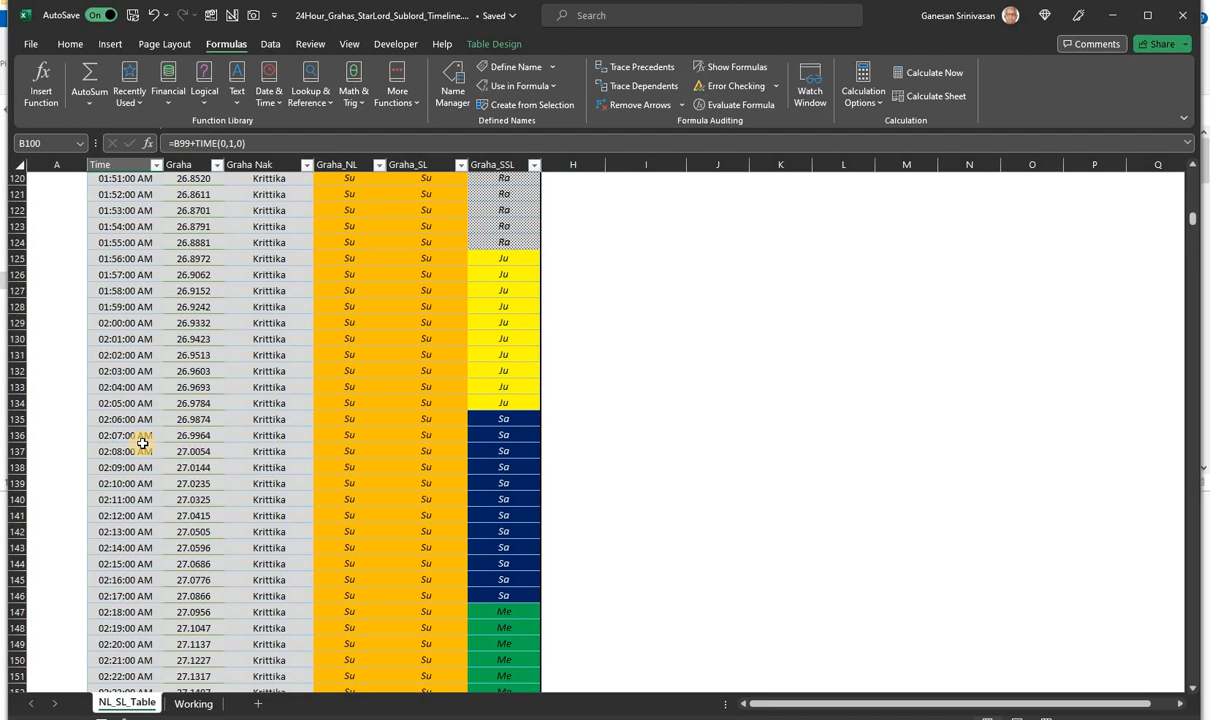 AutoSave On 24Hour_Grahas_StarLord_Sublord_Timeline.... • Saved Search Ganesan Srinivasan
File Home Insert Page Layout Formulas Data Review View Developer Help Table Design Comments Share
Insert Function AutoSum Recently Used Financial Logical Text Date & Time Lookup & Reference Math & Trig More Functions
Function Library
Name Manager Define Name Use in Formula Create from Selection
Defined Names
Trace Precedents Trace Dependents Remove Arrows Show Formulas Error Checking Evaluate Formula
Formula Auditing
Watch Window
Calculation Options Calculate Now Calculate Sheet
Calculation
B100 fx =B99+TIME(0,1,0)
A Time Graha Graha Nak Graha_NL Graha_SL Graha_SSL H I J K L M N O P Q
120 01:51:00 AM 26.8520 Krittika Su Su Ra
121 01:52:00 AM 26.8611 Krittika Su Su Ra
122 01:53:00 AM 26.8701 Krittika Su Su Ra
123 01:54:00 AM 26.8791 Krittika Su Su Ra
124 01:55:00 AM 26.8881 Krittika Su Su Ra
125 01:56:00 AM 26.8972 Krittika Su Su Ju
126 01:57:00 AM 26.9062 Krittika Su Su Ju
127 01:58:00 AM 26.9152 Krittika Su Su Ju
128 01:59:00 AM 26.9242 Krittika Su Su Ju
129 02:00:00 AM 26.9332 Krittika Su Su Ju
130 02:01:00 AM 26.9423 Krittika Su Su Ju
131 02:02:00 AM 26.9513 Krittika Su Su Ju
132 02:03:00 AM 26.9603 Krittika Su Su Ju
133 02:04:00 AM 26.9693 Krittika Su Su Ju
134 02:05:00 AM 26.9784 Krittika Su Su Ju
135 02:06:00 AM 26.9874 Krittika Su Su Sa
136 02:07:00 AM 26.9964 Krittika Su Su Sa
137 02:08:00 AM 27.0054 Krittika Su Su Sa
138 02:09:00 AM 27.0144 Krittika Su Su Sa
139 02:10:00 AM 27.0235 Krittika Su Su Sa
140 02:11:00 AM 27.0325 Krittika Su Su Sa
141 02:12:00 AM 27.0415 Krittika Su Su Sa
142 02:13:00 AM 27.0505 Krittika Su Su Sa
143 02:14:00 AM 27.0596 Krittika Su Su Sa
144 02:15:00 AM 27.0686 Krittika Su Su Sa
145 02:16:00 AM 27.0776 Krittika Su Su Sa
146 02:17:00 AM 27.0866 Krittika Su Su Sa
147 02:18:00 AM 27.0956 Krittika Su Su Me
148 02:19:00 AM 27.1047 Krittika Su Su Me
149 02:20:00 AM 27.1137 Krittika Su Su Me
150 02:21:00 AM 27.1227 Krittika Su Su Me
151 02:22:00 AM 27.1317 Krittika Su Su Me
NL_SL_Table Working